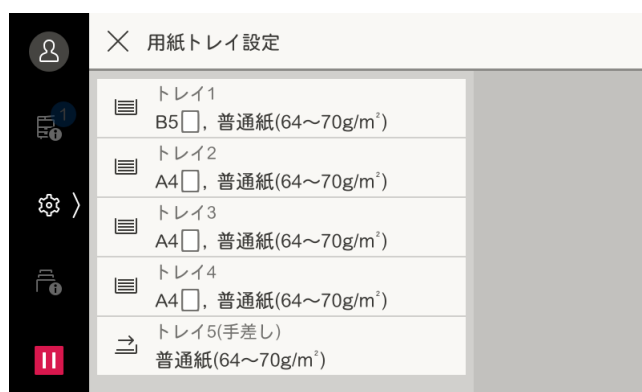 用紙トレイ設定
1
トレイ1
B5, 普通紙(64～70g/m²)
トレイ2
A4, 普通紙(64～70g/m²)
トレイ3
A4, 普通紙(64～70g/m²)
トレイ4
A4, 普通紙(64～70g/m²)
トレイ5(手差し)
普通紙(64～70g/m²)